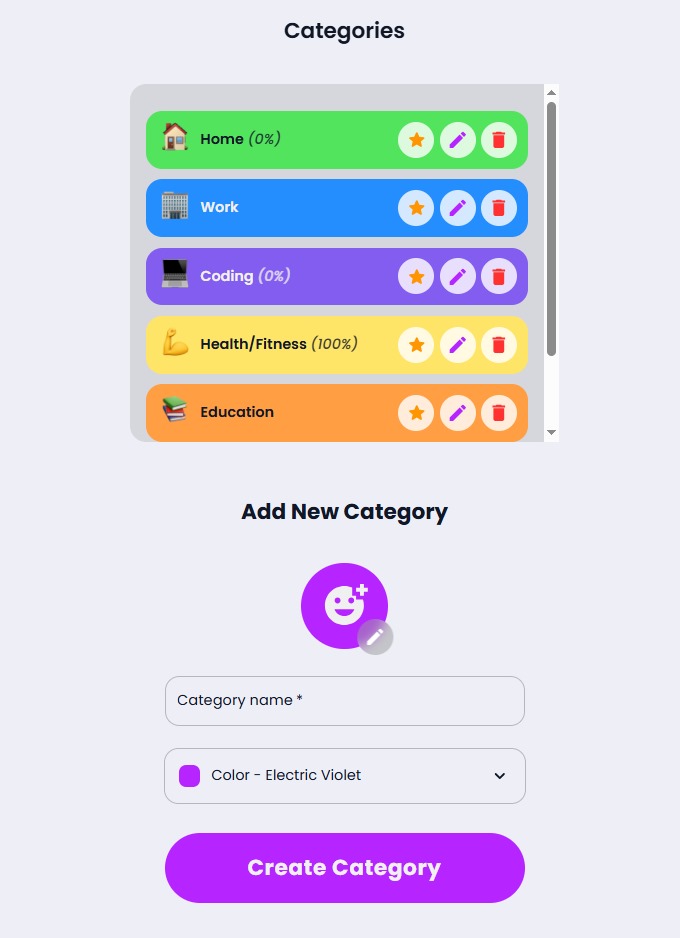 Categories
Home (0%)
Work
Coding (0%)
Health/Fitness (100%)
Education
Add New Category
Category name *
Color - Electric Violet
Create Category